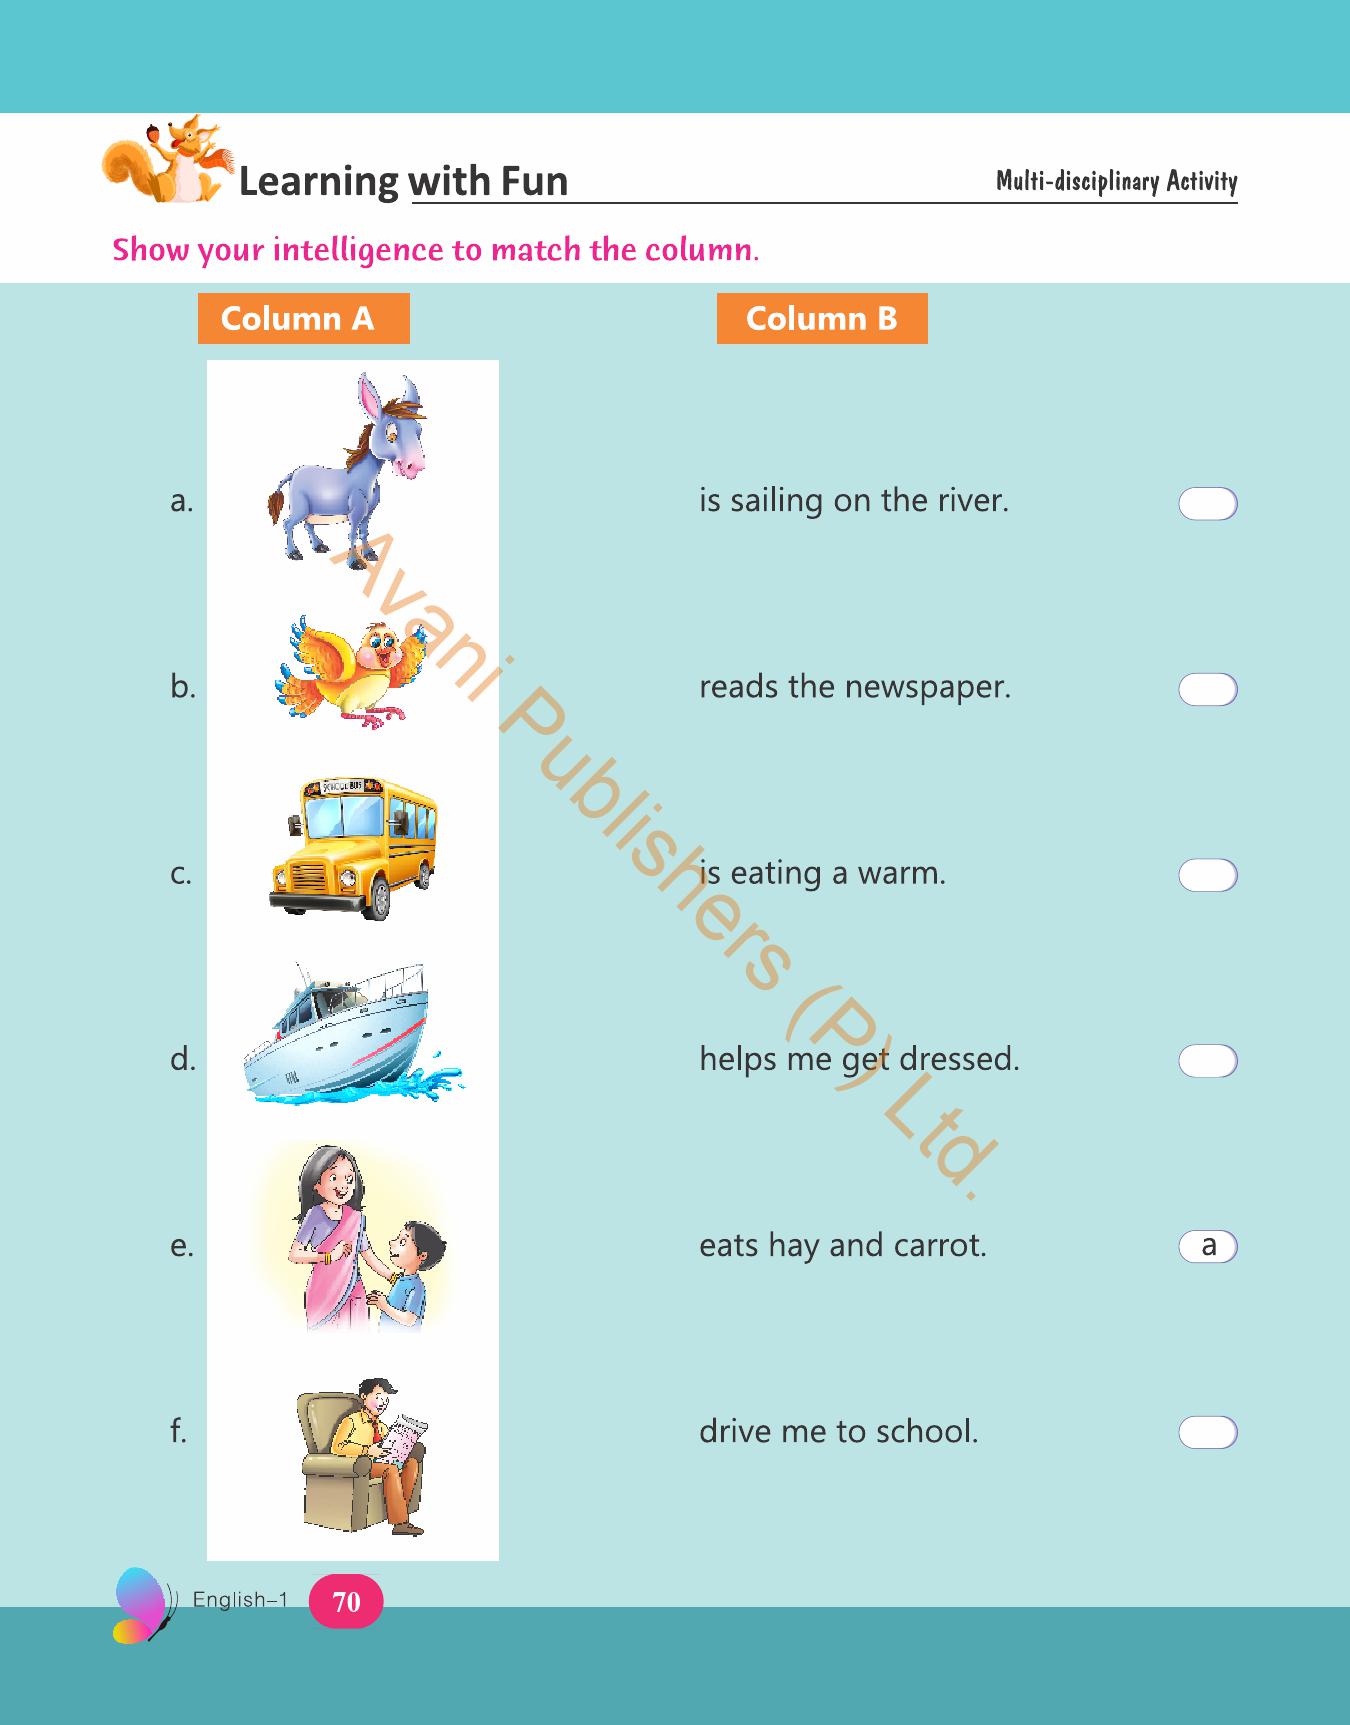 Learning with Fun
Multi-disciplinary Activity
Show your intelligence to match the column.
Column A
Column B
a.
is sailing on the river.
b.
reads the newspaper.
SCHOOL BUS
c.
is eating a warm.
d.
helps me get dressed.
e.
eats hay and carrot.
a
f.
drive me to school.
Avani Publishers (P) Ltd.
English–1
70